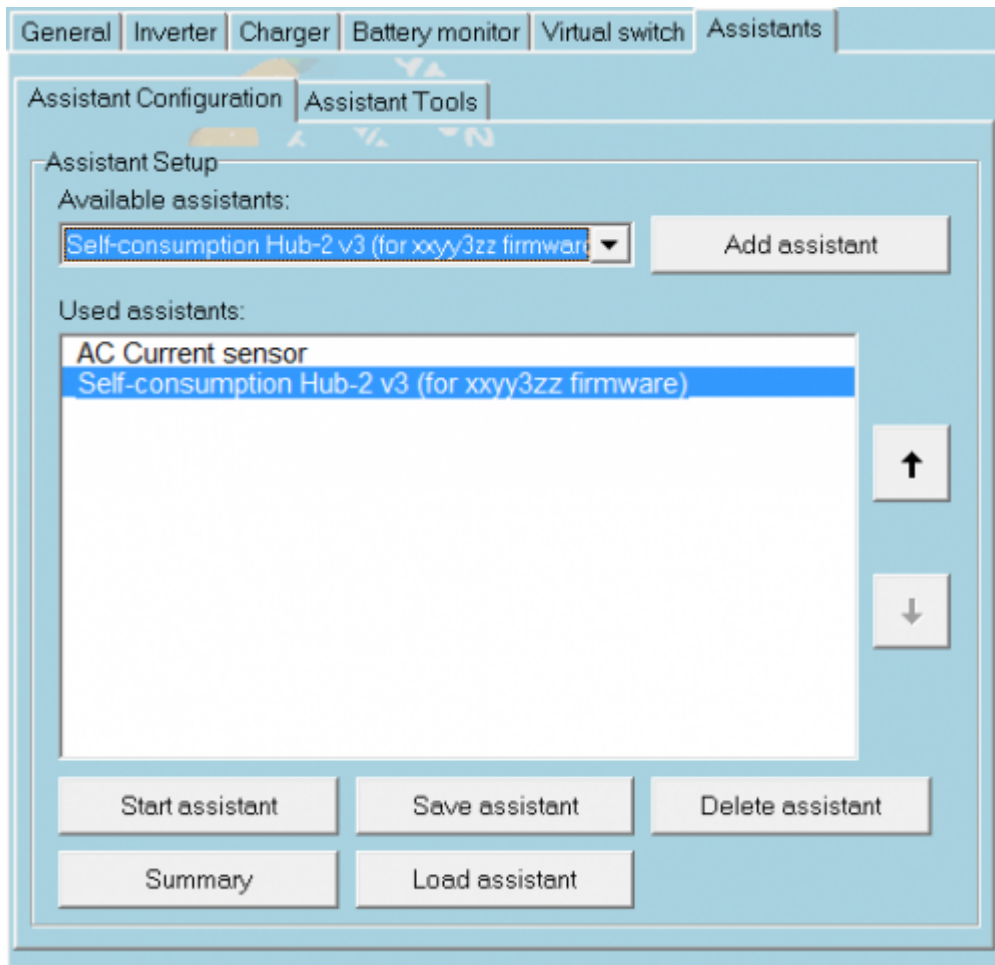 General Inverter Charger Battery monitor Virtual switch Assistants
Assistant Configuration Assistant Tools
Assistant Setup
Available assistants:
Self-consumption Hub-2 v3 (for xxyy3zz firmware Add assistant
Used assistants:
AC Current sensor
Self-consumption Hub-2 v3 (for xxyy3zz firmware)
Start assistant Save assistant Delete assistant
Summary Load assistant